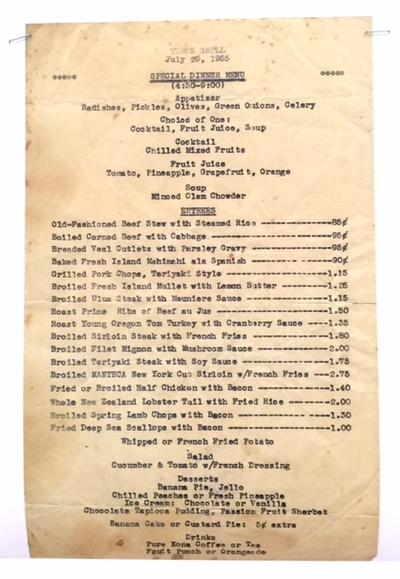 GRILL
July 29, 1955
***** SPECIAL DINNER MENU *****
(4:30-9:00)
Appetizer
Radishes, Pickles, Olives, Green Onions, Celery
Choice of One:
Cocktail, Fruit Juice, Soup
Cocktail
Chilled Mixed Fruits
Fruit Juice
Tomato, Pineapple, Grapefruit, Orange
Soup
Minced Clam Chowder
ENTREES
Old-Fashioned Beef Stew with Steamed Rice ---------------85¢
Boiled Corned Beef with Cabbage ---------------95¢
Breaded Veal Cutlets with Parsley Gravy ---------------95¢
Baked Fresh Island Mahimahi ala Spanish ---------------90¢
Grilled Pork Chops, Teriyaki Style ---------------1.15
Broiled Fresh Island Mullet with Lemon Butter ---------------1.25
Broiled Ulua Steak with Meuniere Sauce ---------------1.15
Roast Prime Ribs of Beef au Jus ---------------1.50
Roast Young Oregon Tom Turkey with Cranberry Sauce ----1.35
Broiled Sirloin Steak with French Fries ---------------1.80
Broiled Filet Mignon with Mushroom Sauce ---------------2.00
Broiled Teriyaki Steak with Soy Sauce ---------------1.75
Broiled MANTECA New York Cut Sirloin w/French Fries ---2.75
Fried or Broiled Half Chicken with Bacon ---------------1.40
Whole New Zealand Lobster Tail with Fried Rice ---------2.00
Broiled Spring Lamb Chops with Bacon ---------------1.30
Fried Deep Sea Scallops with Bacon ---------------1.00
Whipped or French Fried Potato
Salad
Cucumber & Tomato w/French Dressing
Desserts
Banana Pie, Jello
Chilled Peaches or Fresh Pineapple
Ice Cream: Chocolate or Vanilla
Chocolate Tapioca Pudding, Passion Fruit Sherbet
Banana Cake or Custard Pie: 5¢ extra
Drinks
Pure Kona Coffee or Tea
Fruit Punch or Orangeade